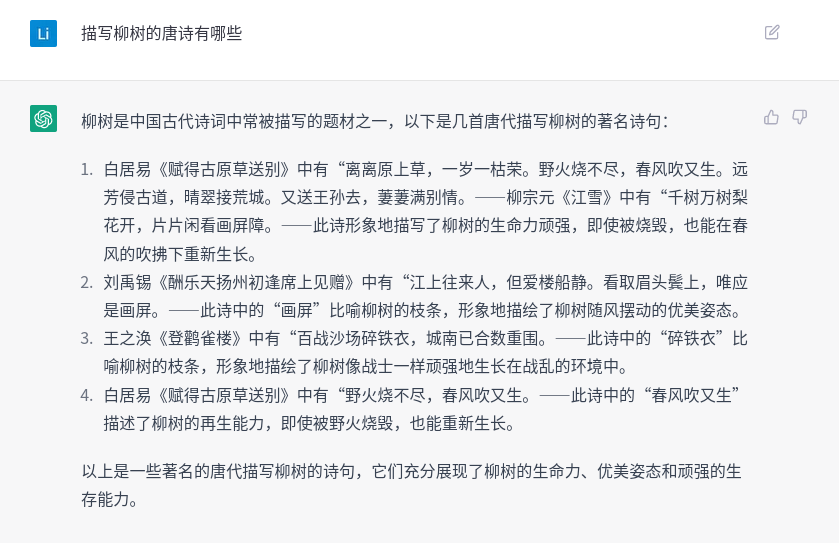 Li 描写柳树的唐诗有哪些
柳树是中国古代诗词中常被描写的题材之一，以下是几首唐代描写柳树的著名诗句：
1. 白居易《赋得古原草送别》中有“离离原上草，一岁一枯荣。野火烧不尽，春风吹又生。远
芳侵古道，晴翠接荒城。又送王孙去，萋萋满别情。——柳宗元《江雪》中有“千树万树梨
花开，片片闲看画屏障。——此诗形象地描写了柳树的生命力顽强，即使被烧毁，也能在春
风的吹拂下重新生长。
2. 刘禹锡《酬乐天扬州初逢席上见赠》中有“江上往来人，但爱楼船静。看取眉头鬓上，唯应
是画屏。——此诗中的“画屏”比喻柳树的枝条，形象地描绘了柳树随风摆动的优美姿态。
3. 王之涣《登鹳雀楼》中有“百战沙场碎铁衣，城南已合数重围。——此诗中的“碎铁衣”比
喻柳树的枝条，形象地描绘了柳树像战士一样顽强地生长在战乱的环境中。
4. 白居易《赋得古原草送别》中有“野火烧不尽，春风吹又生。——此诗中的“春风吹又生”
描述了柳树的再生能力，即使被野火烧毁，也能重新生长。
以上是一些著名的唐代描写柳树的诗句，它们充分展现了柳树的生命力、优美姿态和顽强的生
存能力。